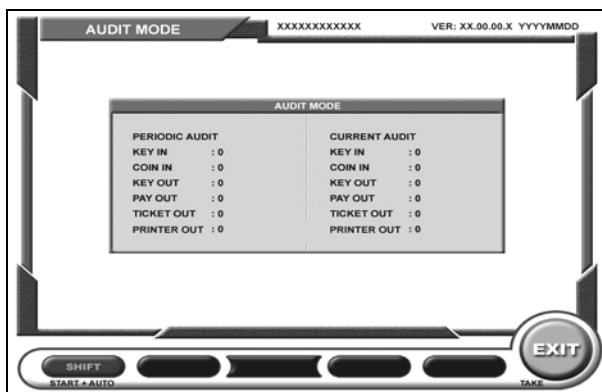 AUDIT MODE XXXXXXXXXXXX VER: XX.00.00.X YYYYMMDD
AUDIT MODE
PERIODIC AUDIT
KEY IN : 0
COIN IN : 0
KEY OUT : 0
PAY OUT : 0
TICKET OUT : 0
PRINTER OUT : 0
CURRENT AUDIT
KEY IN : 0
COIN IN : 0
KEY OUT : 0
PAY OUT : 0
TICKET OUT : 0
PRINTER OUT : 0
SHIFT
START + AUTO
EXIT
TAKE